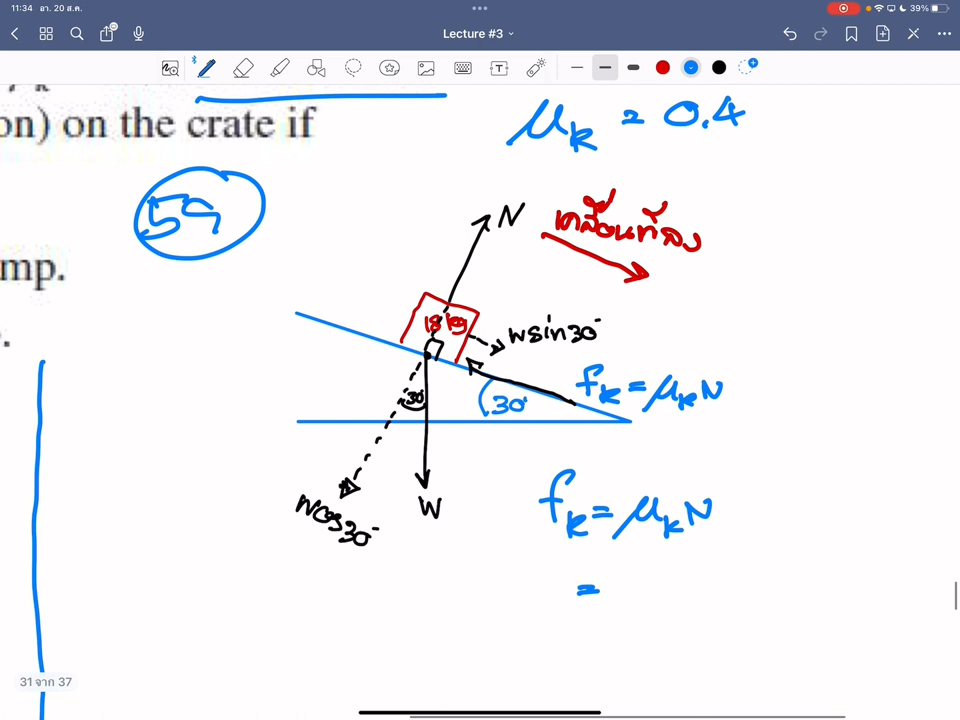 11:34 อา. 20 ส.ค.
39%
Lecture #3
on) on the crate if
μk = 0.4
59
N
เคลื่อนที่ลง
mp.
18 kg
wsin30°
fk = μkN
30°
30°
wcos30°
W
fk = μkN
=
31 จาก 37